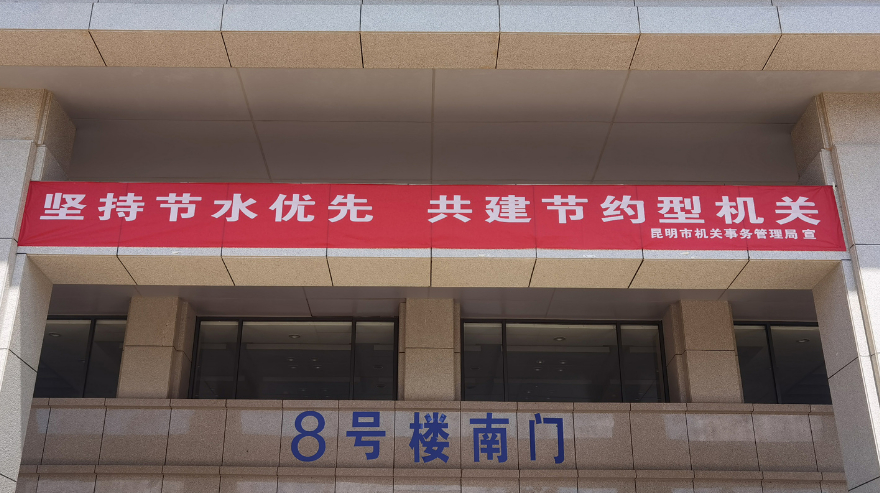 坚持节水优先 共建节约型机关
昆明市机关事务管理局 宣
8号楼南门